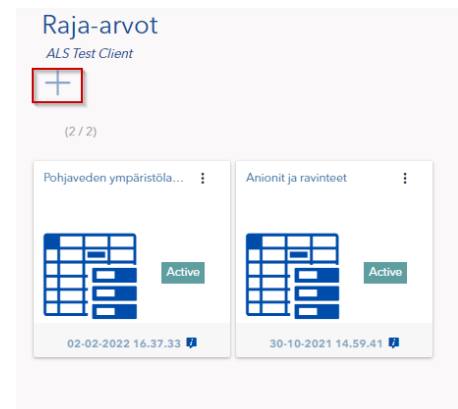 Raja-arvot
ALS Test Client
(2 / 2)
Pohjaveden ympäristöla...
Anionit ja ravinteet
Active
Active
02-02-2022 16.37.33
30-10-2021 14.59.41